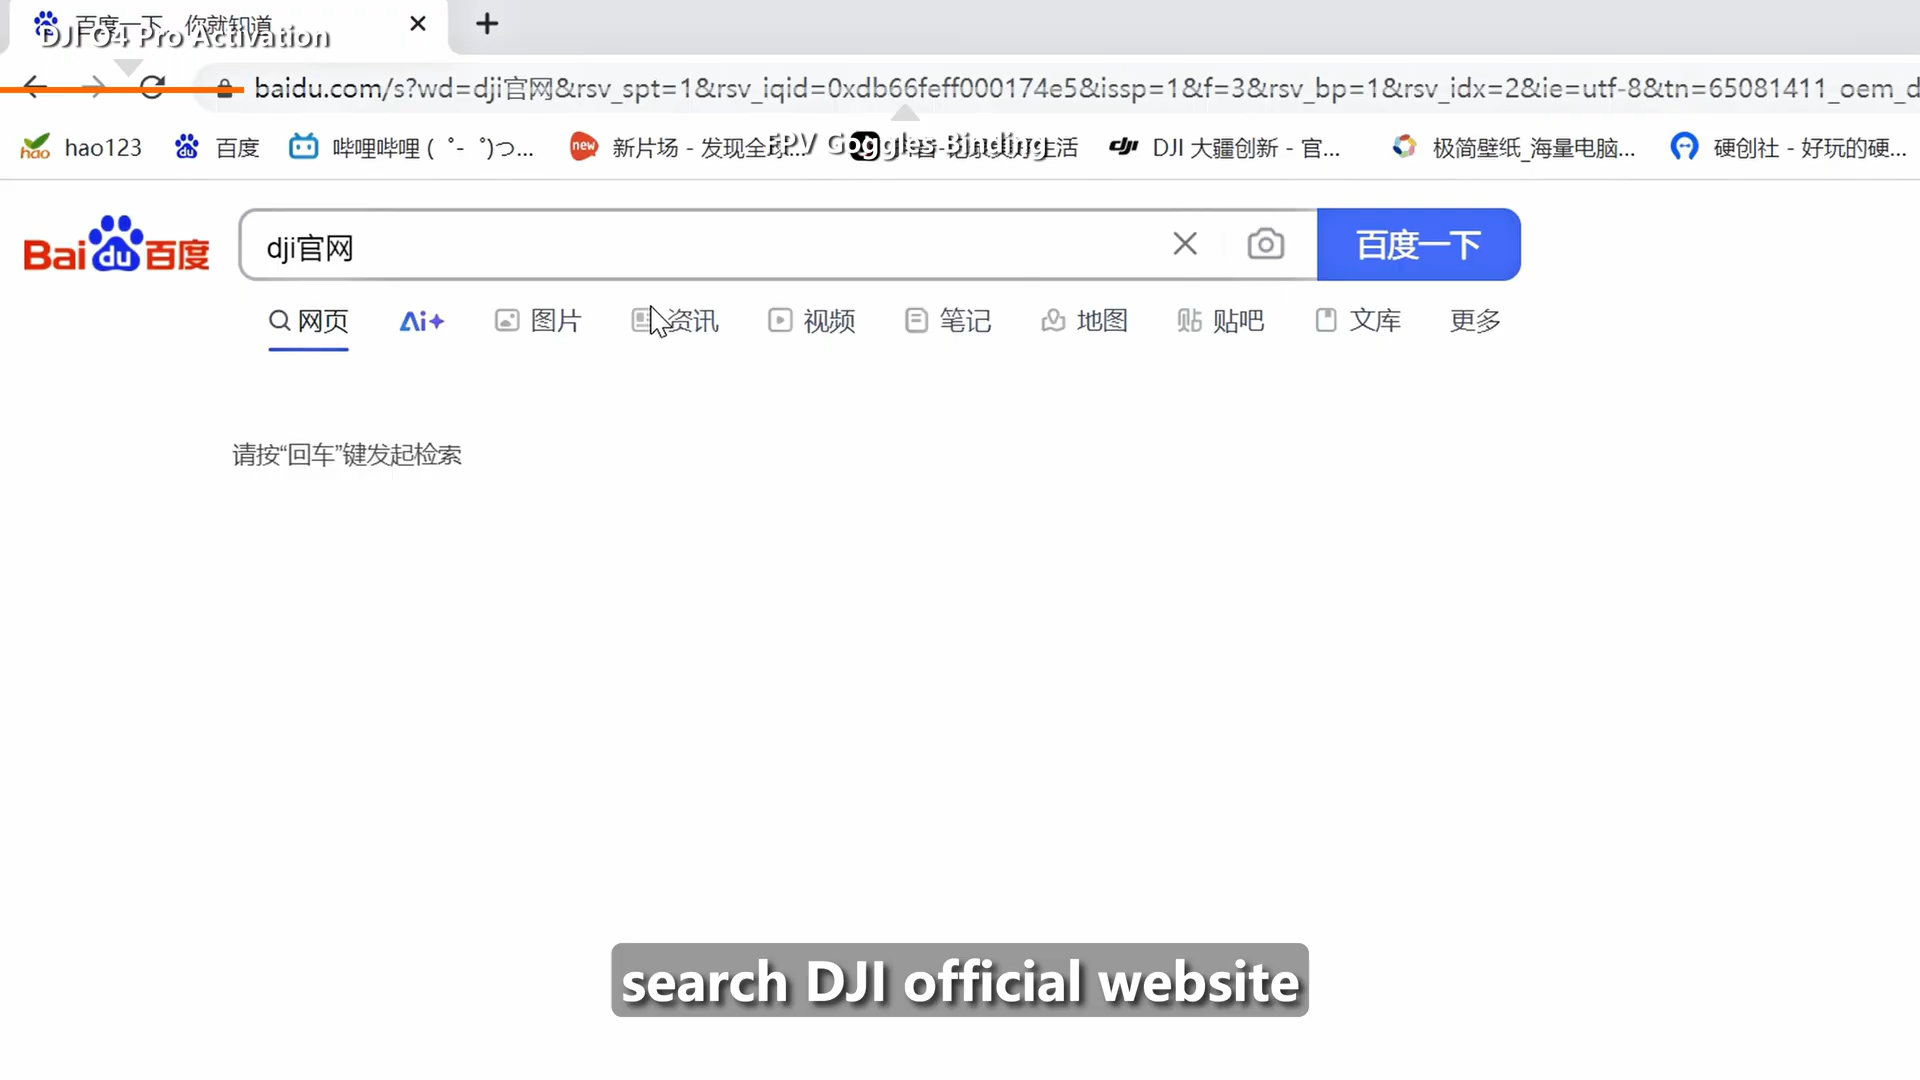 百度一下，你就知道
DJI O4 Pro Activation
baidu.com/s?wd=dji官网&rsv_spt=1&rsv_iqid=0xdb66feff000174e5&issp=1&f=3&rsv_bp=1&rsv_idx=2&ie=utf-8&tn=65081411_oem_d
hao123 百度 哔哩哔哩 ( ゜- ゜)つ... new 新片场 - 发现全球... 生活 DJI 大疆创新 - 官... 极简壁纸_海量电脑... 硬创社 - 好玩的硬...
FPV Goggles Binding
Bai du 百度 dji官网 百度一下
网页 Ai+ 图片 资讯 视频 笔记 地图 贴 贴吧 文库 更多
请按“回车”键发起检索
search DJI official website